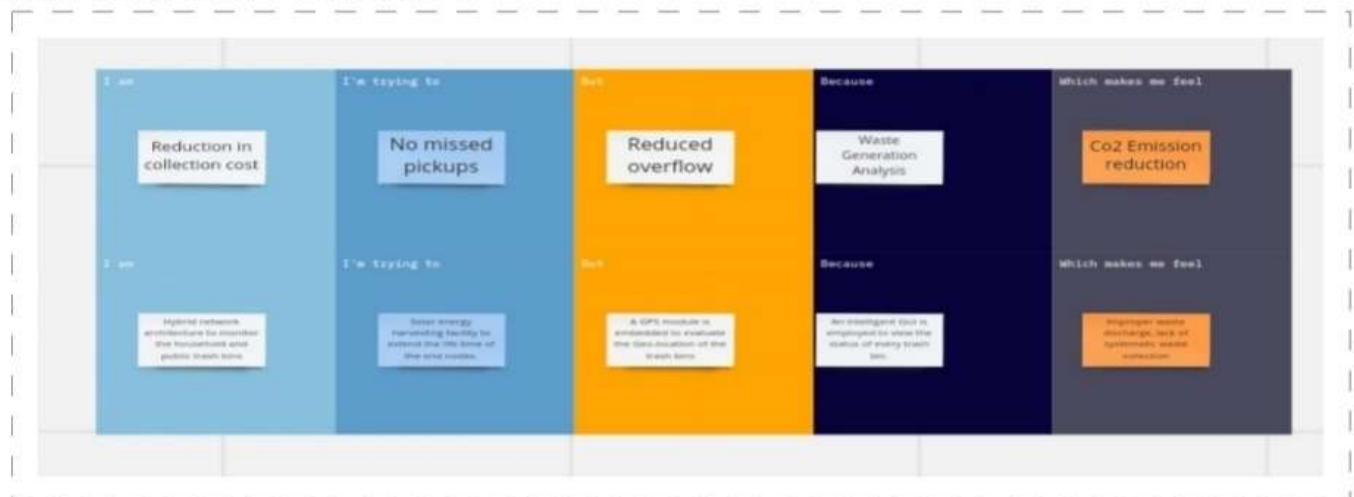 I am
I'm trying to
But
Because
Which makes me feel
Reduction in
collection cost
No missed
pickups
Reduced
overflow
Waste
Generation
Analysis
Co2 Emission
reduction
I am
I'm trying to
But
Because
Which makes me feel
Hybrid network
architecture to monitor
the household and
public trash bins
Solar energy
harvesting facility to
extend the life time of
the end nodes.
A GPS module is
embedded to evaluate
the Geo-location of the
trash bins
An intelligent GUI is
employed to view the
status of every trash
bin.
Improper waste
discharge, lack of
systematic waste
collection